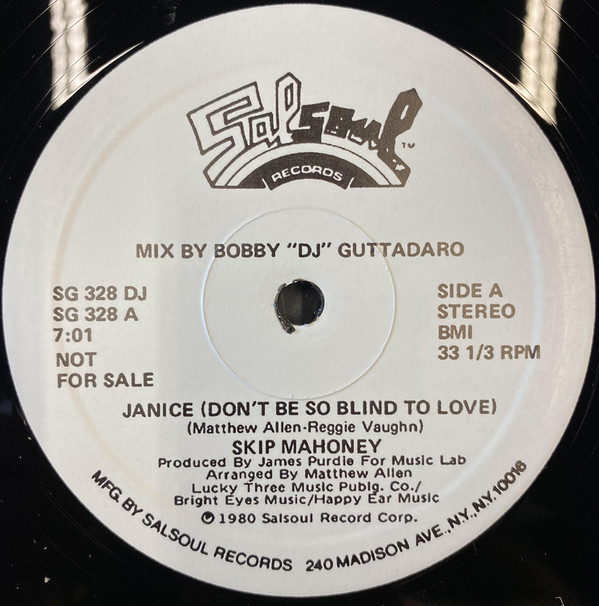 Salsoul TM
RECORDS
MIX BY BOBBY "DJ" GUTTADARO
SG 328 DJ
SG 328 A
7:01
NOT
FOR SALE
SIDE A
STEREO
BMI
33 1/3 RPM
JANICE (DON'T BE SO BLIND TO LOVE)
(Matthew Allen-Reggie Vaughn)
SKIP MAHONEY
Produced By James Purdie For Music Lab
Arranged By Matthew Allen
Lucky Three Music Publg. Co./
Bright Eyes Music/Happy Ear Music
℗ 1980 Salsoul Record Corp.
MFG. BY SALSOUL RECORDS 240 MADISON AVE., N.Y., N.Y. 10016